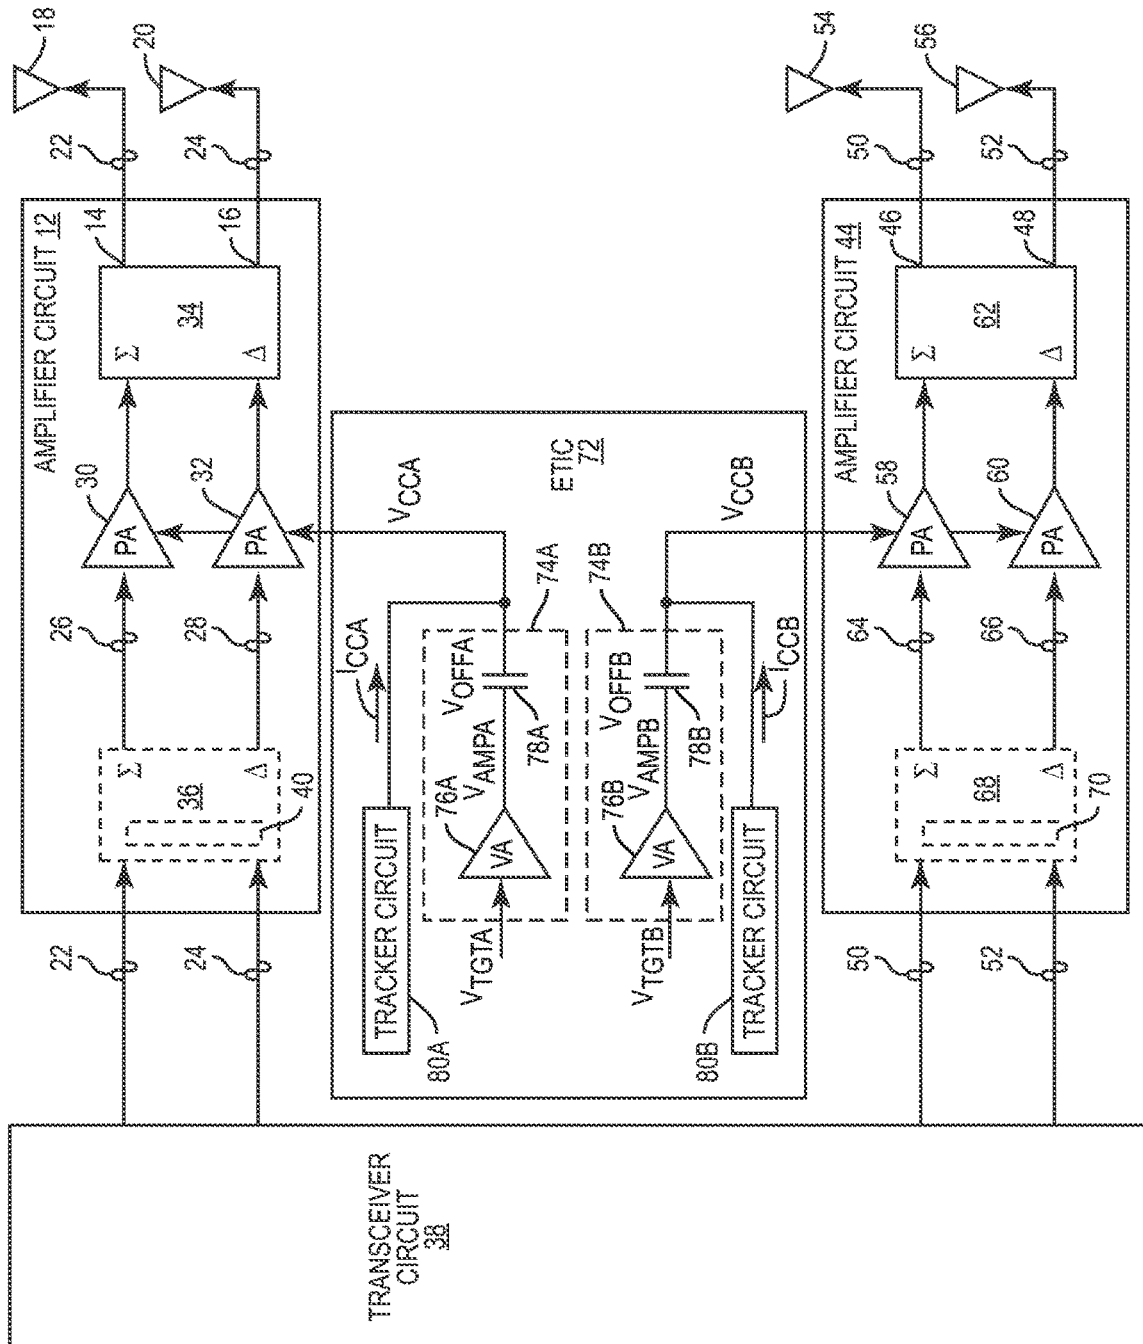 TRANSCEIVER
CIRCUIT
38
22
24
50
52
AMPLIFIER CIRCUIT 12
36
40
Σ
Δ
26
28
30
PA
32
PA
34
Σ
Δ
14
16
22
24
18
20
ETIC
72
TRACKER CIRCUIT
80A
ICCA
VTGTA
76A
VA
VAMPA
VOFFA
78A
74A
VCCA
VTGTB
76B
VA
VAMPB
VOFFB
78B
74B
VCCB
TRACKER CIRCUIT
80B
ICCB
AMPLIFIER CIRCUIT 44
68
70
Σ
Δ
64
66
58
PA
60
PA
62
Σ
Δ
46
48
50
52
54
56